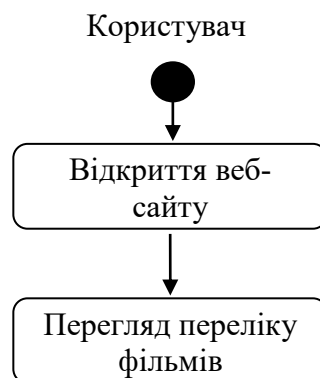 Користувач
Відкриття веб-
сайту
Перегляд переліку
фільмів